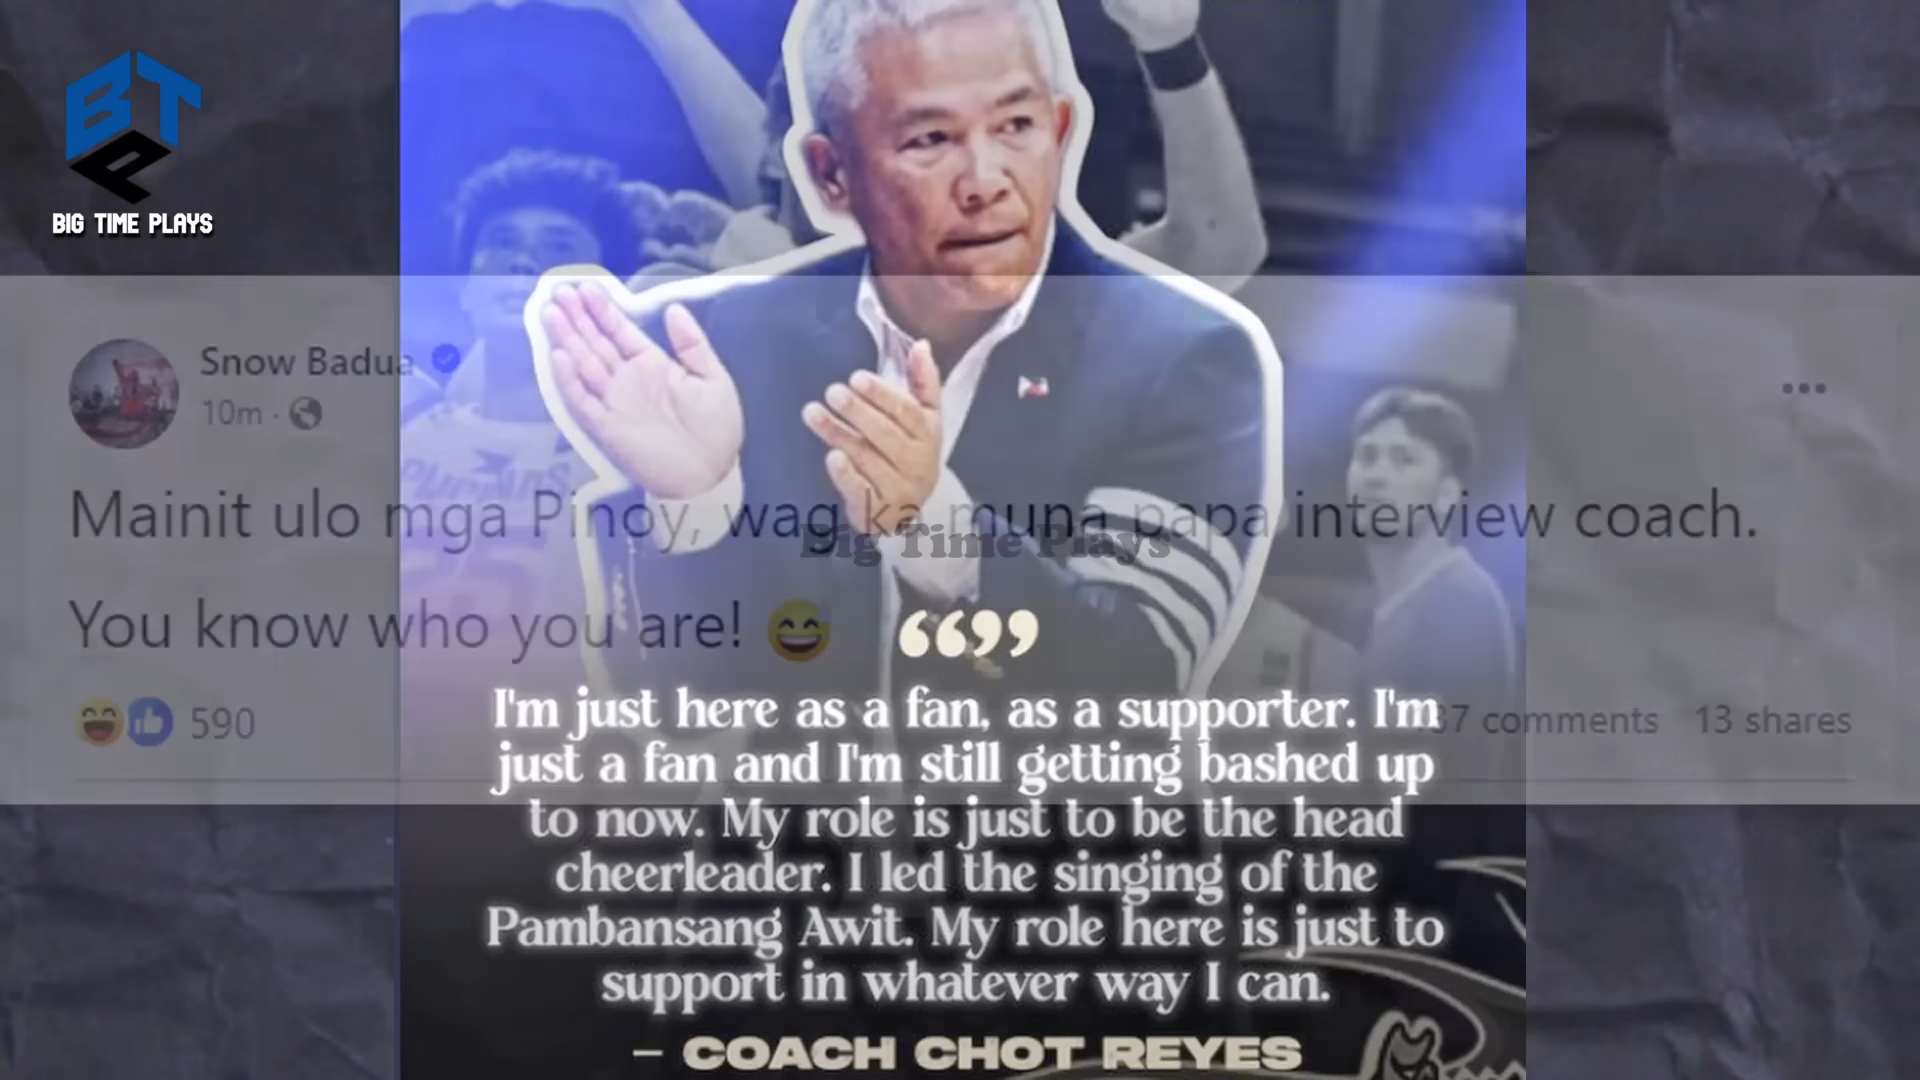 BTP
BIG TIME PLAYS
Snow Badua
10m ·
Mainit ulo mga Pinoy, wag ka muna papa interview coach.
Big Time Plays
You know who you are! 😅
“”
590
37 comments 13 shares
I'm just here as a fan, as a supporter. I'm
just a fan and I'm still getting bashed up
to now. My role is just to be the head
cheerleader. I led the singing of the
Pambansang Awit. My role here is just to
support in whatever way I can.
– COACH CHOT REYES